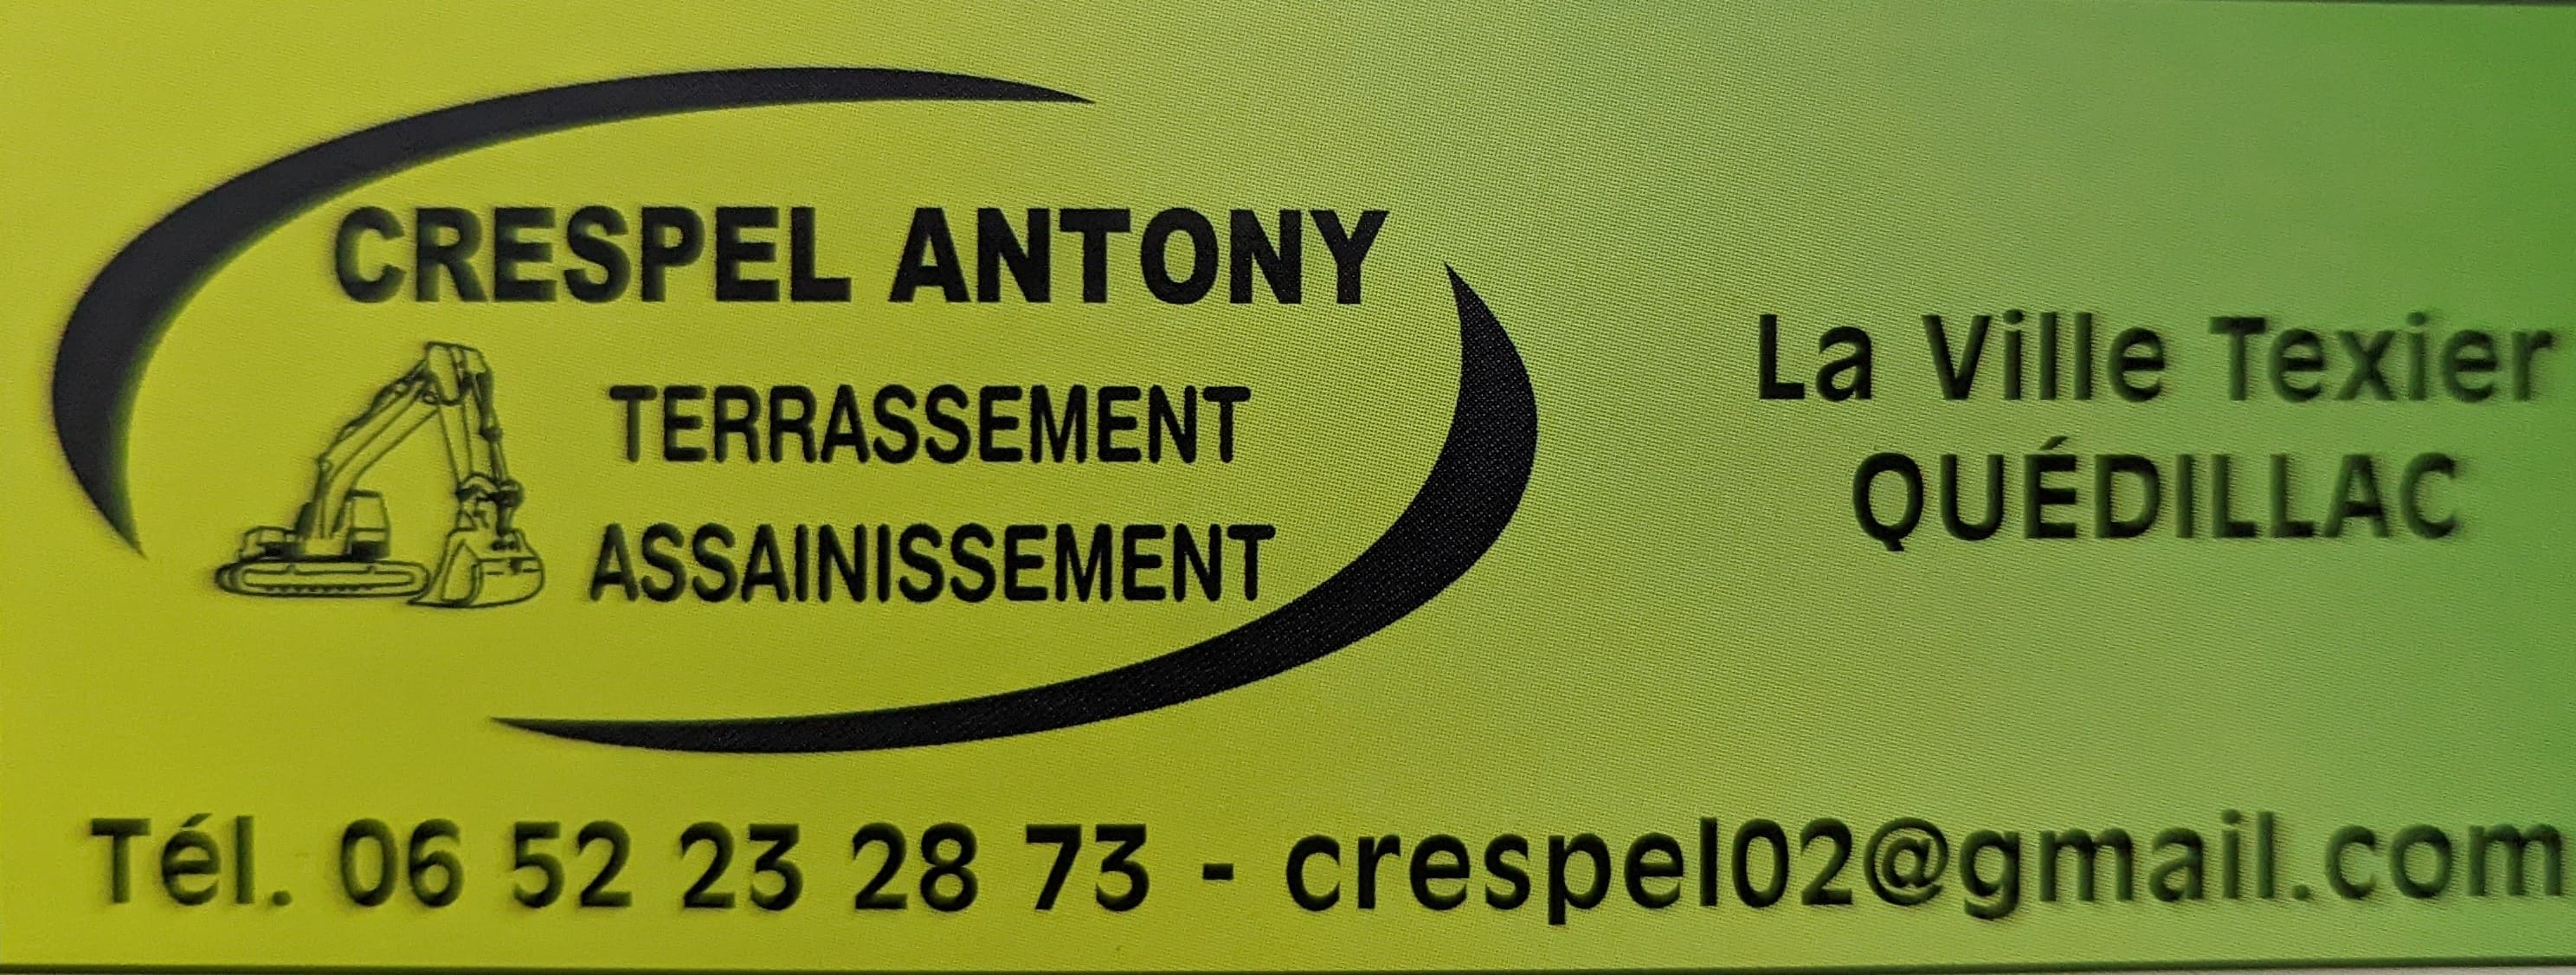 CRESPEL ANTONY
TERRASSEMENT
ASSAINISSEMENT
La Ville Texier
QUÉDILLAC
Tél. 06 52 23 28 73 - crespel02@gmail.com